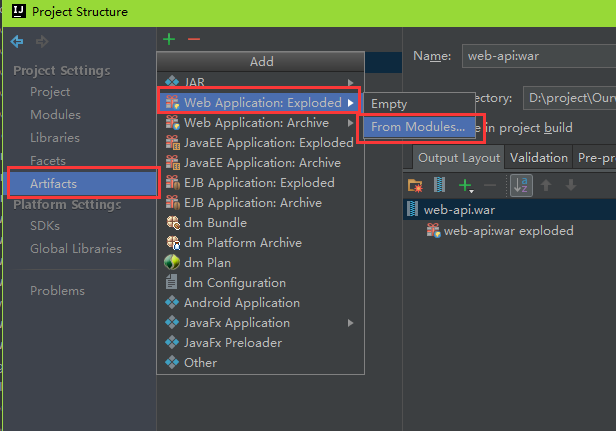 IJ Project Structure
Project Settings
Project
Modules
Libraries
Facets
Artifacts
Platform Settings
SDKs
Global Libraries
Problems
Add
JAR
Web Application: Exploded
Web Application: Archive
JavaEE Application: Exploded
JavaEE Application: Archive
EJB Application: Exploded
EJB Application: Archive
dm Bundle
dm Platform Archive
dm Plan
dm Configuration
Android Application
JavaFx Application
JavaFx Preloader
Other
Empty
From Modules...
Name: web-api:war
ectory: D:\project\Our
e in project build
Output Layout Validation Pre-pr
web-api.war
web-api:war exploded